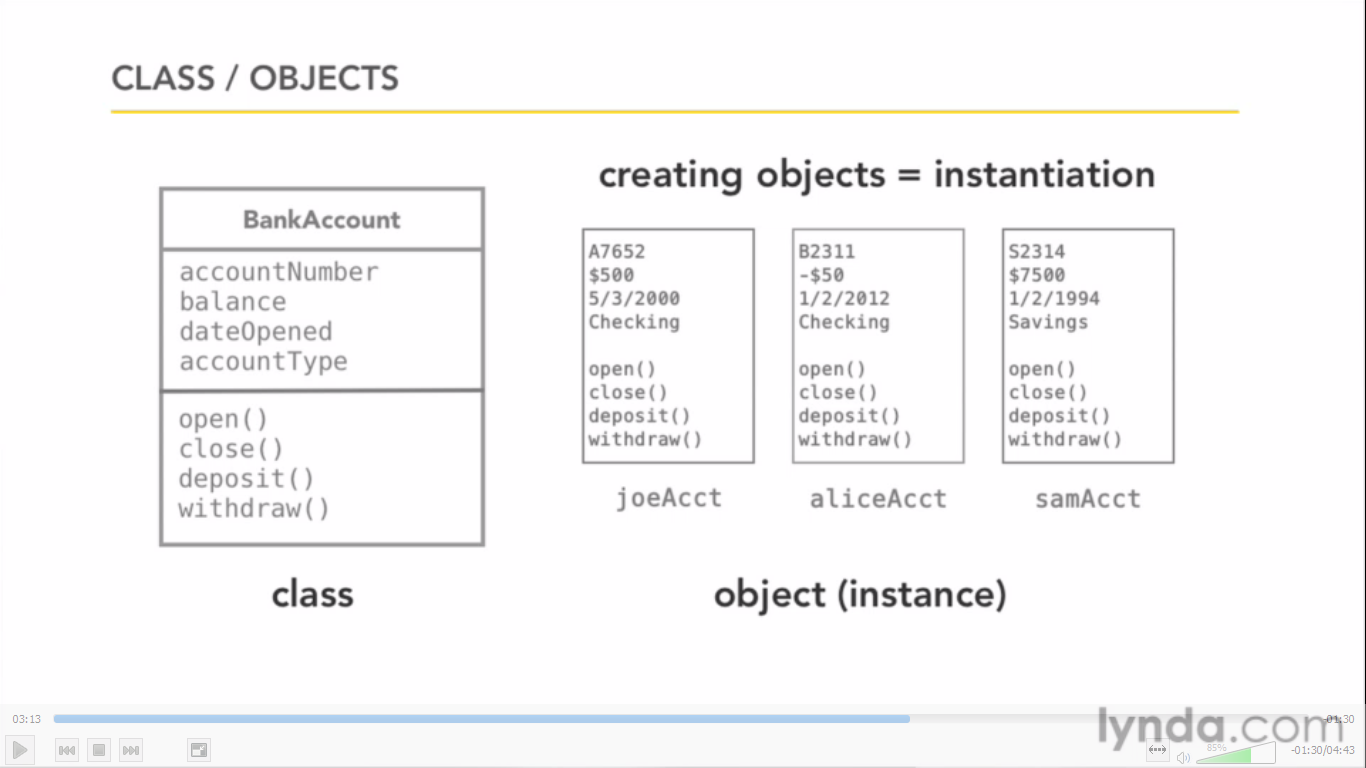 CLASS / OBJECTS
creating objects = instantiation
BankAccount
accountNumber
balance
dateOpened
accountType
open()
close()
deposit()
withdraw()
class
A7652
$500
5/3/2000
Checking
open()
close()
deposit()
withdraw()
joeAcct
B2311
-$50
1/2/2012
Checking
open()
close()
deposit()
withdraw()
aliceAcct
S2314
$7500
1/2/1994
Savings
open()
close()
deposit()
withdraw()
samAcct
object (instance)
03:13
-01:30
lynda.com
85%
-01:30/04:43